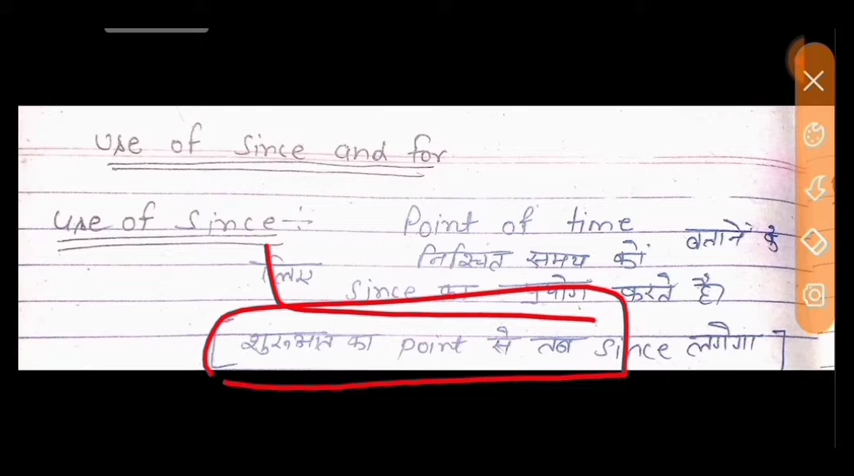 use of since and for
use of since :- Point of time
निश्चित समय को बताने के
लिए since का उपयोग करते है।
[शुरुआत का point से तब since लगेगा]